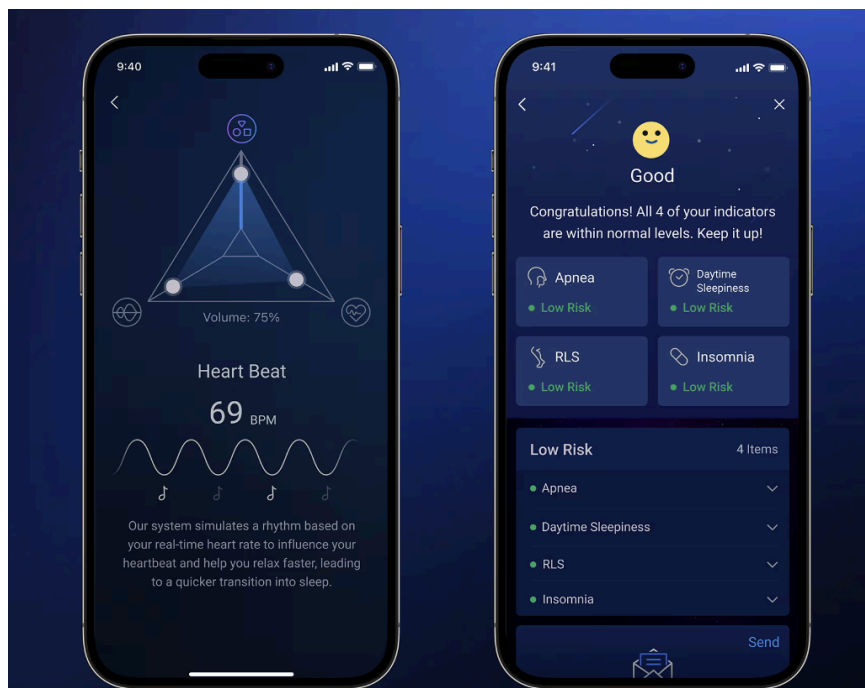 9:40
Volume: 75%
Heart Beat
69 BPM
Our system simulates a rhythm based on
your real-time heart rate to influence your
heartbeat and help you relax faster, leading
to a quicker transition into sleep.
9:41
Good
Congratulations! All 4 of your indicators
are within normal levels. Keep it up!
Apnea
Low Risk
Daytime
Sleepiness
Low Risk
RLS
Low Risk
Insomnia
Low Risk
Low Risk 4 Items
Apnea
Daytime Sleepiness
RLS
Insomnia
Send